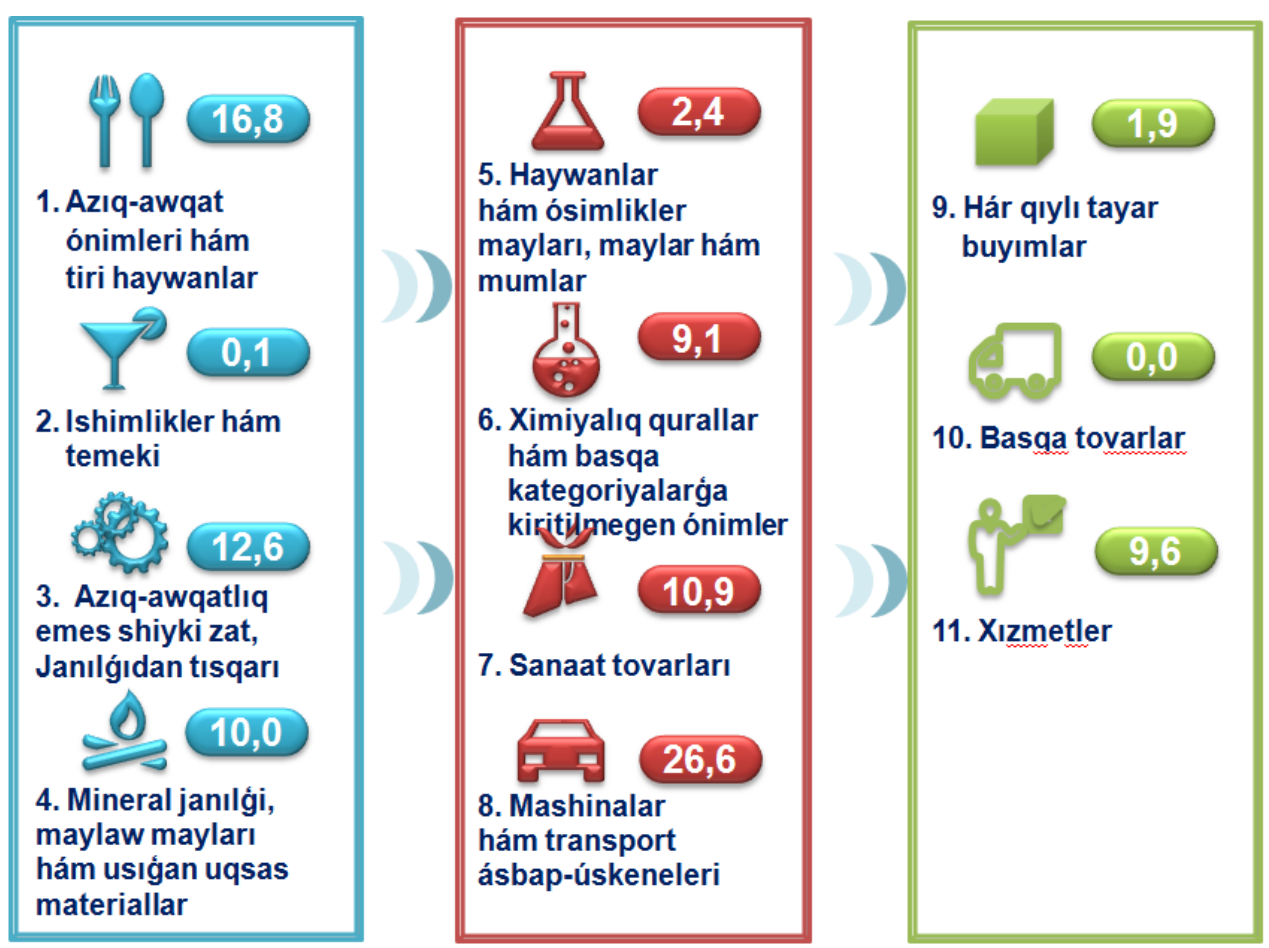 16,8
1. Azıq-awqat
ónimleri hám
tiri haywanlar
0,1
2. Ishimlikler hám
temeki
12,6
3. Azıq-awqatlıq
emes shiyki zat,
Janılǵıdan tısqarı
10,0
4. Mineral janılǵi,
maylaw mayları
hám usıǵan uqsas
materiallar
2,4
5. Haywanlar
hám ósimlikler
mayları, maylar hám
mumlar
9,1
6. Ximiyalıq qurallar
hám basqa
kategoriyalarǵa
kiritilmegen ónimler
10,9
7. Sanaat tovarları
26,6
8. Mashinalar
hám transport
ásbap-úskeneleri
1,9
9. Hár qıylı tayar
buyımlar
0,0
10. Basqa tovarlar
9,6
11. Xızmetler